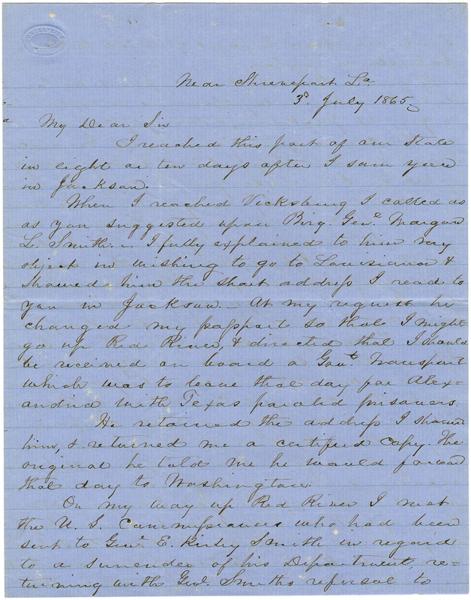 Near Shreveport La
3d July 1865
My Dear Sir
I reached this part of our State
in eight or ten days after I saw you
in Jackson.
When I reached Vicksburg I called
as you suggested upon Brig. Genl Morgan
L. Smith. I fully explained to him my
object in wishing to go to Louisiana &
showed him the short address I read to
you in Jackson. At my request he
changed my passport so that I might
go up Red River, & directed that I should
be received on board a Govt. transport
which was to leave that day for Alex-
andria with Texas paroled prisoners.
He retained the address I showed
him, & returned me a certified copy. The
original he told me he would forward
that day to Washington.
On my way up Red River I met
the U. S. Commissioners who had been
sent to Genl E. Kirby Smith in regard
to a surrender of his Department, re-
turning with Genl. Smiths refusal to